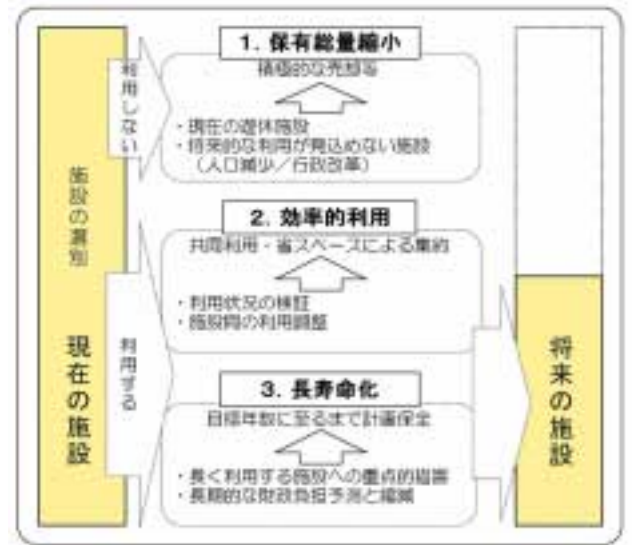 施設の選別
現在の施設
利用しない
1. 保有総量縮小
積極的な売却等
・現在の遊休施設
・将来的な利用が見込めない施設
（人口減少／行政改革）
利用する
2. 効率的利用
共同利用・省スペースによる集約
・利用状況の検証
・施設間の利用調整
3. 長寿命化
目標年数に至るまで計画保全
・長く利用する施設への重点的措置
・長期的な財政負担予測と縮減
将来の施設